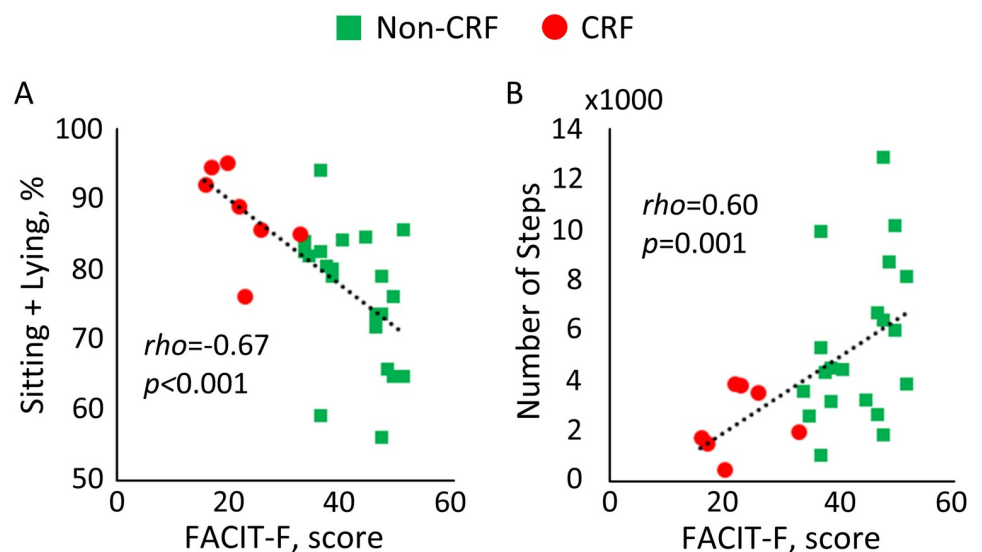 Non-CRF CRF
A
100
90
80
70
60
50
Sitting + Lying, %
rho=-0.67
p<0.001
0 20 40 60
FACIT-F, score
B
x1000
14
12
10
8
6
4
2
0
Number of Steps
rho=0.60
p=0.001
0 20 40 60
FACIT-F, score